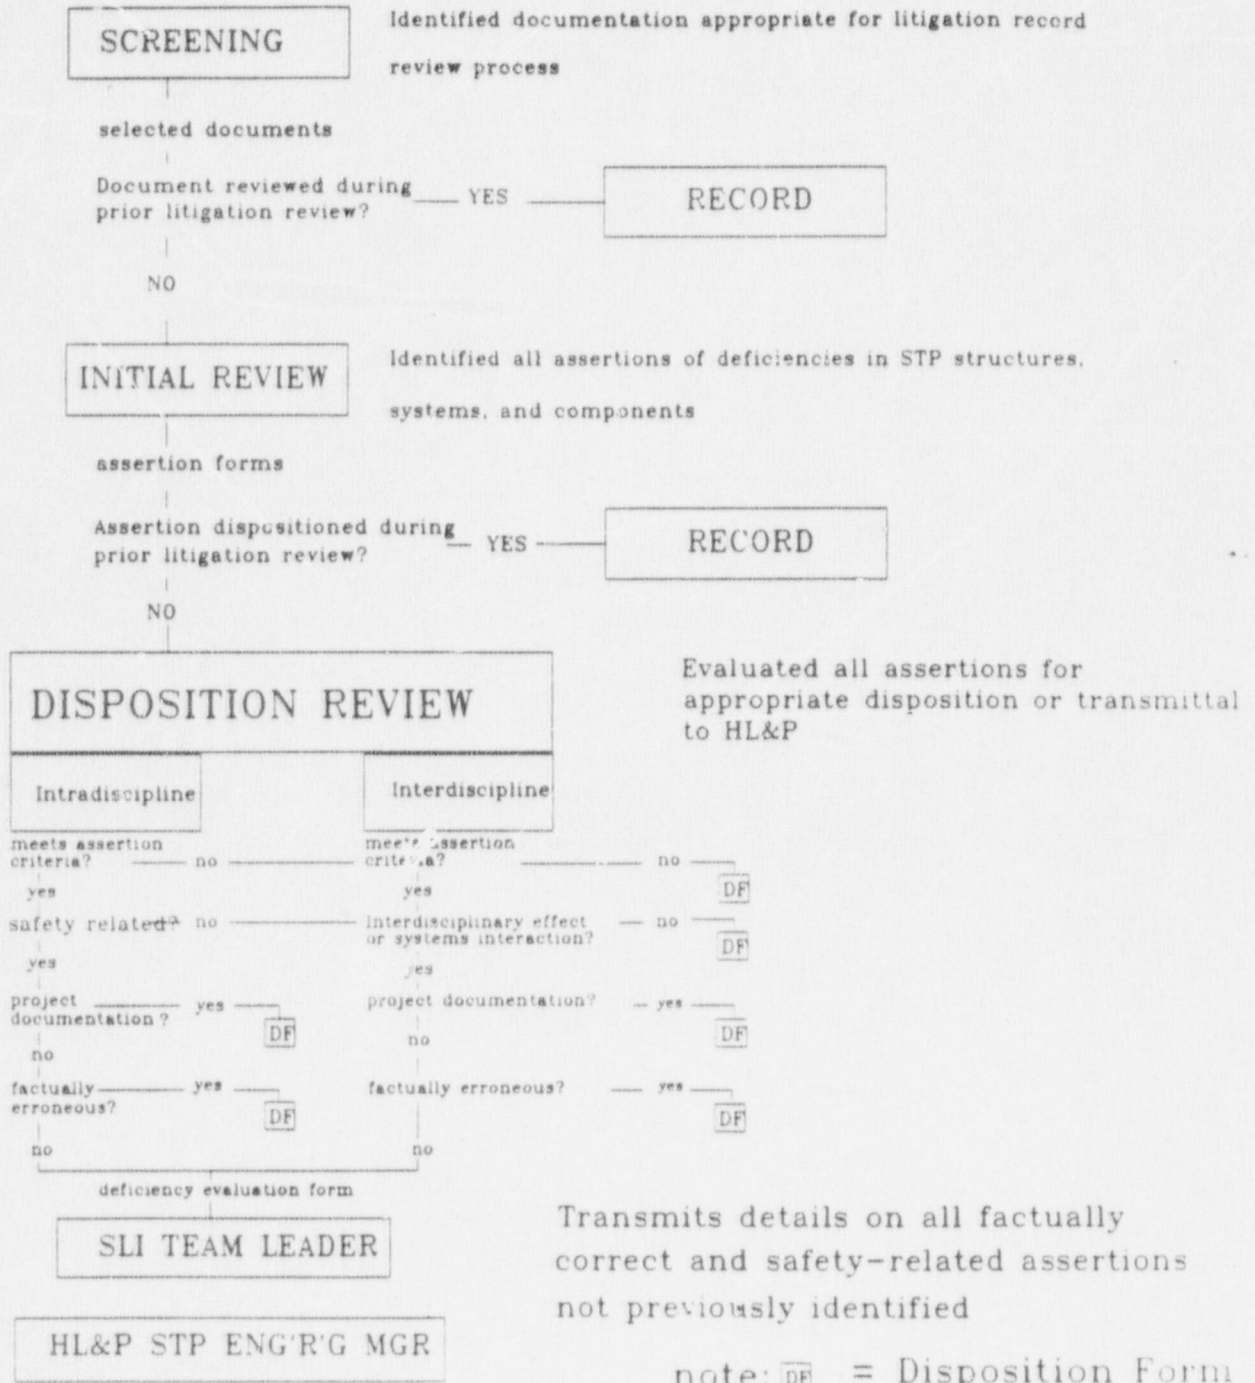 SCREENING
Identified documentation appropriate for litigation record
review process
selected documents
Document reviewed during
prior litigation review?
YES
RECORD
NO
INITIAL REVIEW
Identified all assertions of deficiencies in STP structures,
systems, and components
assertion forms
Assertion dispositioned during
prior litigation review?
YES
RECORD
NO
DISPOSITION REVIEW
Evaluated all assertions for
appropriate disposition or transmittal
to HL&P
Intradiscipline
Interdiscipline
meets assertion
criteria?
no
meets assertion
criteria?
no
DF
yes
yes
safety related?
no
Interdisciplinary effect
or systems interaction?
no
DF
yes
yes
project
documentation?
yes
DF
project documentation?
yes
DF
no
no
factually
erroneous?
yes
DF
factually erroneous?
yes
DF
no
no
deficiency evaluation form
SLI TEAM LEADER
Transmits details on all factually
correct and safety-related assertions
not previously identified
HL&P STP ENG'R'G MGR
note: DF = Disposition Form